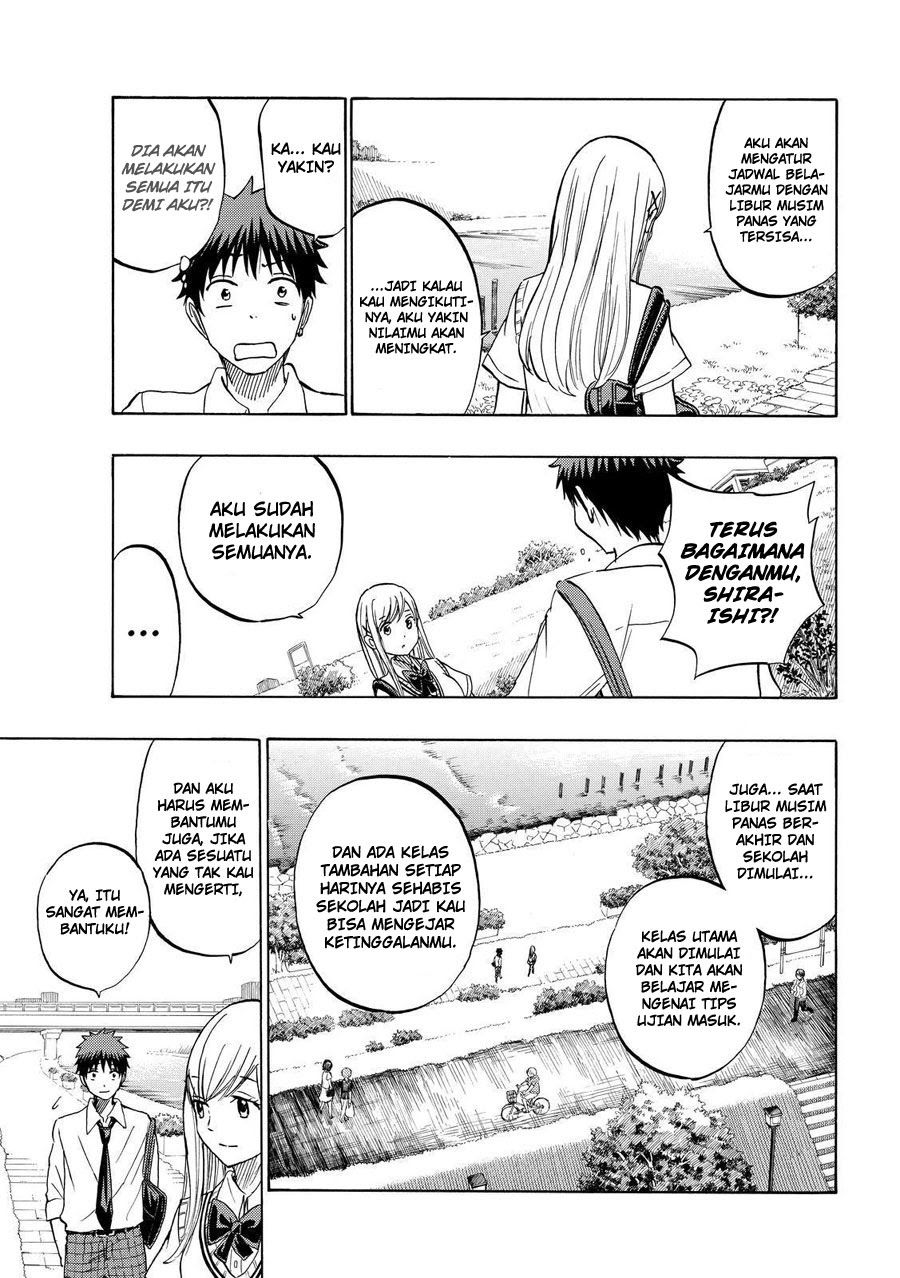 AKU AKAN
MENGATUR
JADWAL BELA-
JARMU DENGAN
LIBUR MUSIM
PANAS YANG
TERSISA...
...JADI KALAU
KAU MENGIKUTI-
NYA, AKU YAKIN
NILAIMU AKAN
MENINGKAT.
KA... KAU
YAKIN?
DIA AKAN
MELAKUKAN
SEMUA ITU
DEMI AKU?!
TERUS
BAGAIMANA
DENGANMU,
SHIRA-
ISHI?!
AKU SUDAH
MELAKUKAN
SEMUANYA.
...
JUGA... SAAT
LIBUR MUSIM
PANAS BER-
AKHIR DAN
SEKOLAH
DIMULAI...
KELAS UTAMA
AKAN DIMULAI
DAN KITA AKAN
BELAJAR ME-
NGENAI TIPS
UJIAN MASUK.
DAN ADA KELAS
TAMBAHAN SETIAP
HARINYA SEHABIS
SEKOLAH JADI KAU
BISA MENGEJAR
KETINGGALANMU.
DAN AKU
HARUS MEM-
BANTUMU
JUGA, JIKA
ADA SESUATU
YANG TAK KAU
MENGERTI,
YA, ITU
SANGAT MEM-
BANTUKU!